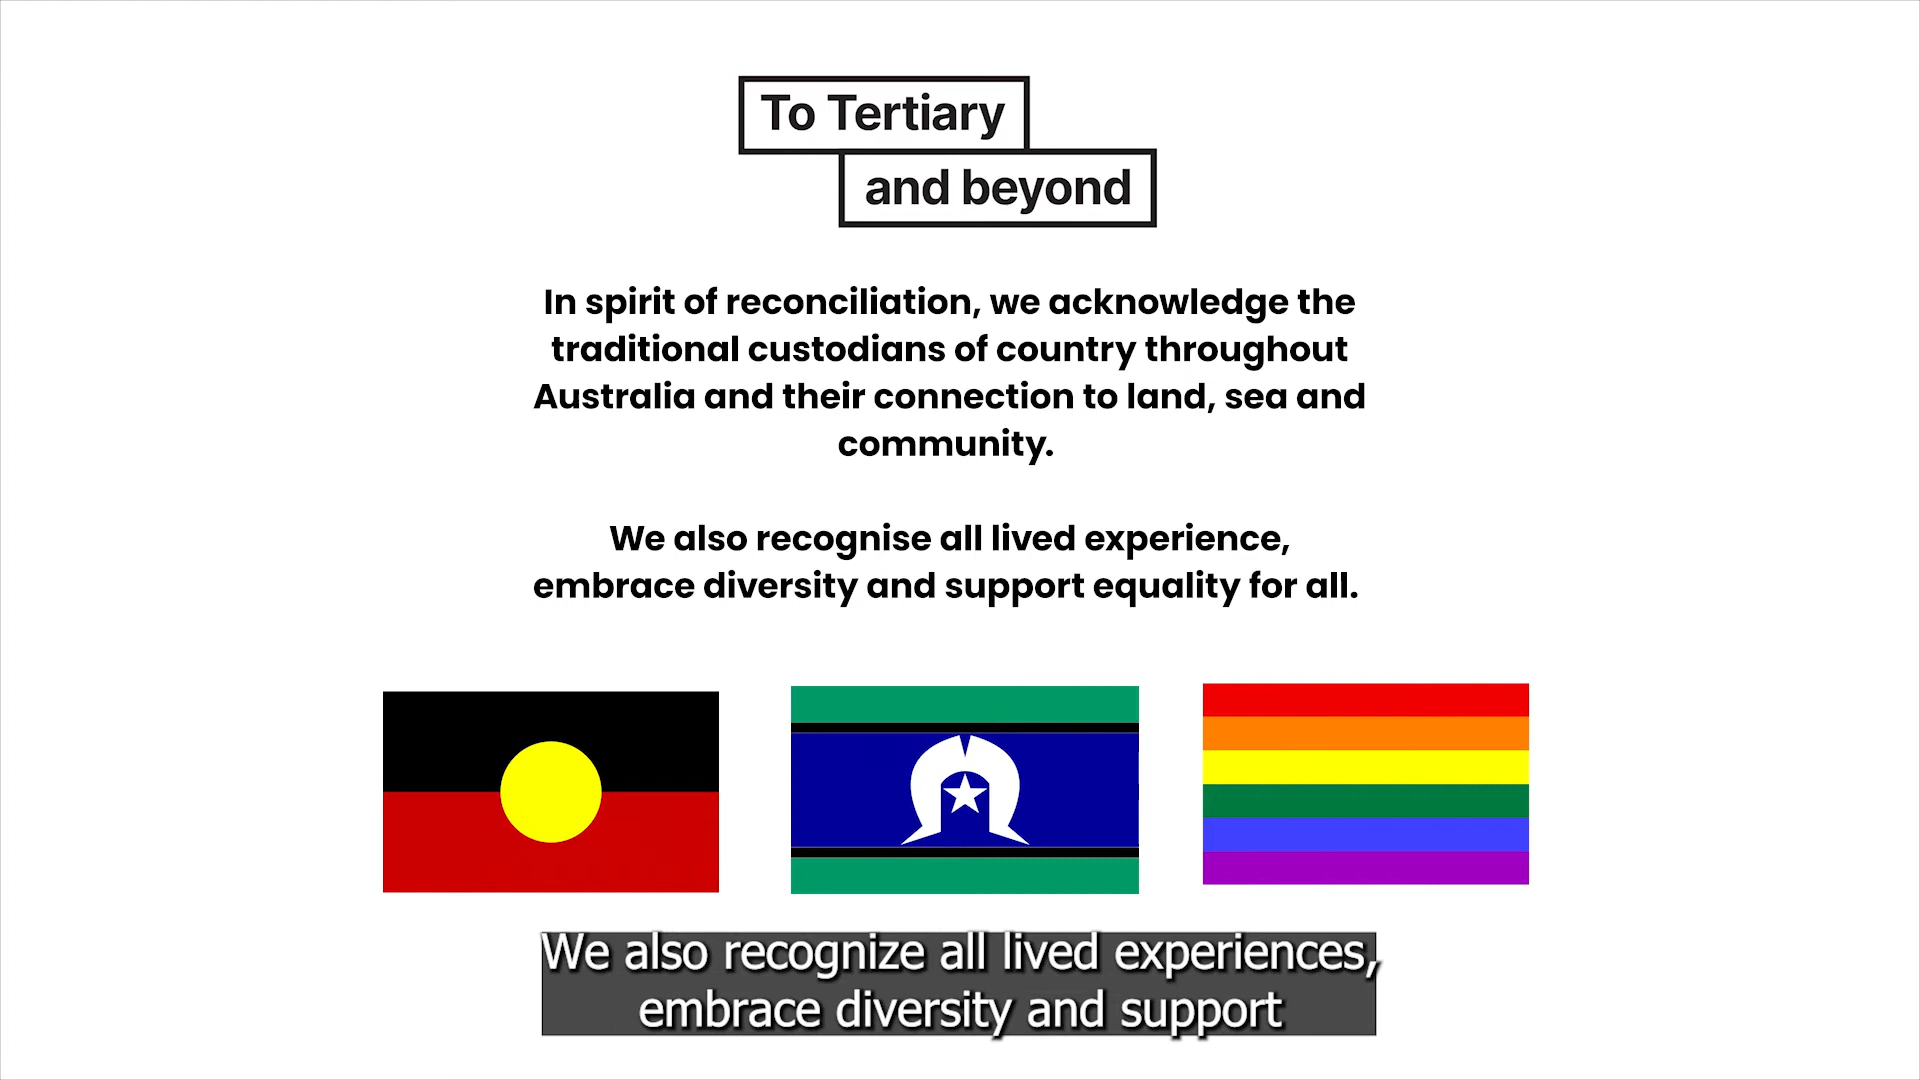 To Tertiary
and beyond
In spirit of reconciliation, we acknowledge the
traditional custodians of country throughout
Australia and their connection to land, sea and
community.
We also recognise all lived experience,
embrace diversity and support equality for all.
We also recognize all lived experiences,
embrace diversity and support